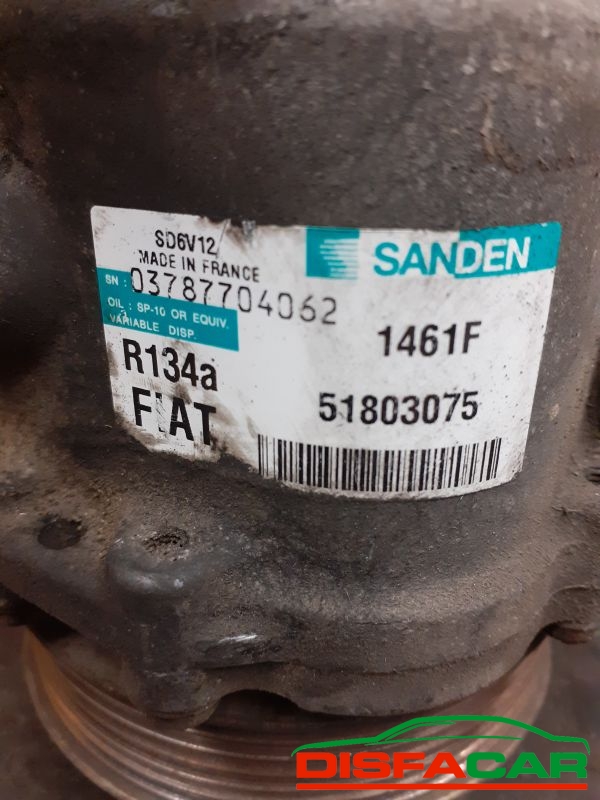 SD6V12
MADE IN FRANCE
SANDEN
SN : 03787704062
OIL : SP-10 OR EQUIV.
VARIABLE DISP.
1461F
R134a
51803075
FIAT
DISFACAR